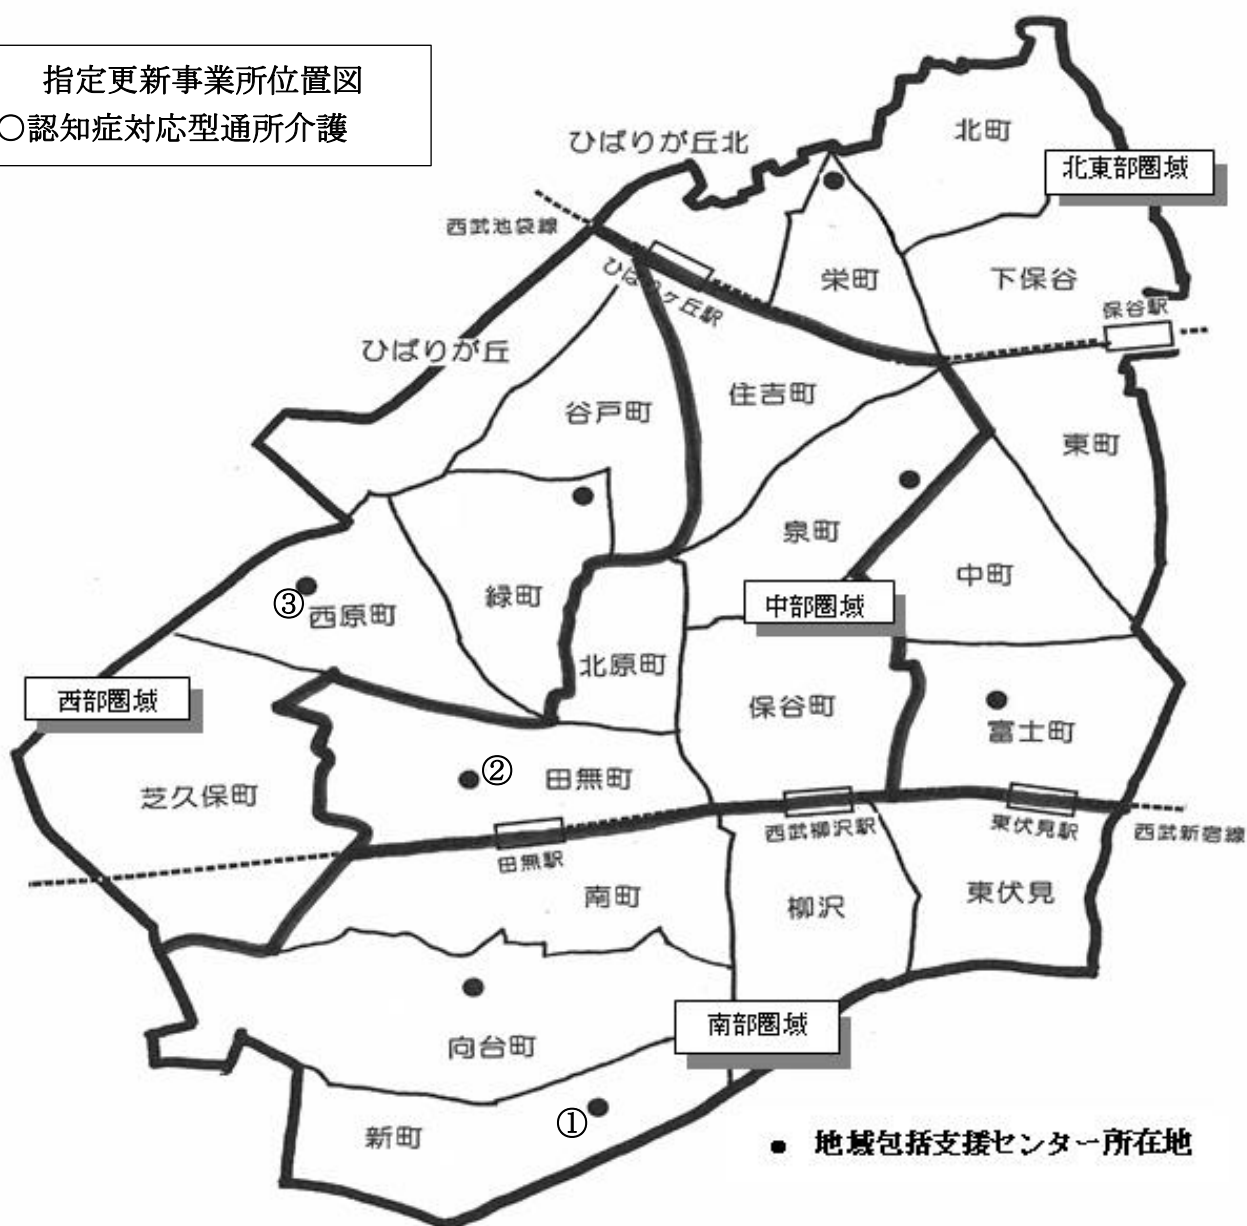 指定更新事業所位置図
○認知症対応型通所介護
北町
ひばりが丘北
北東部圏域
西武池袋線
栄町
下保谷
ひばりヶ丘駅
保谷駅
ひばりが丘
住吉町
谷戸町
東町
泉町
中町
緑町
③
西原町
中部圏域
北原町
西部圏域
保谷町
富士町
②
田無町
芝久保町
西武柳沢駅
東伏見駅
西武新宿線
田無駅
南町
柳沢
東伏見
南部圏域
向台町
①
新町
● 地域包括支援センター所在地